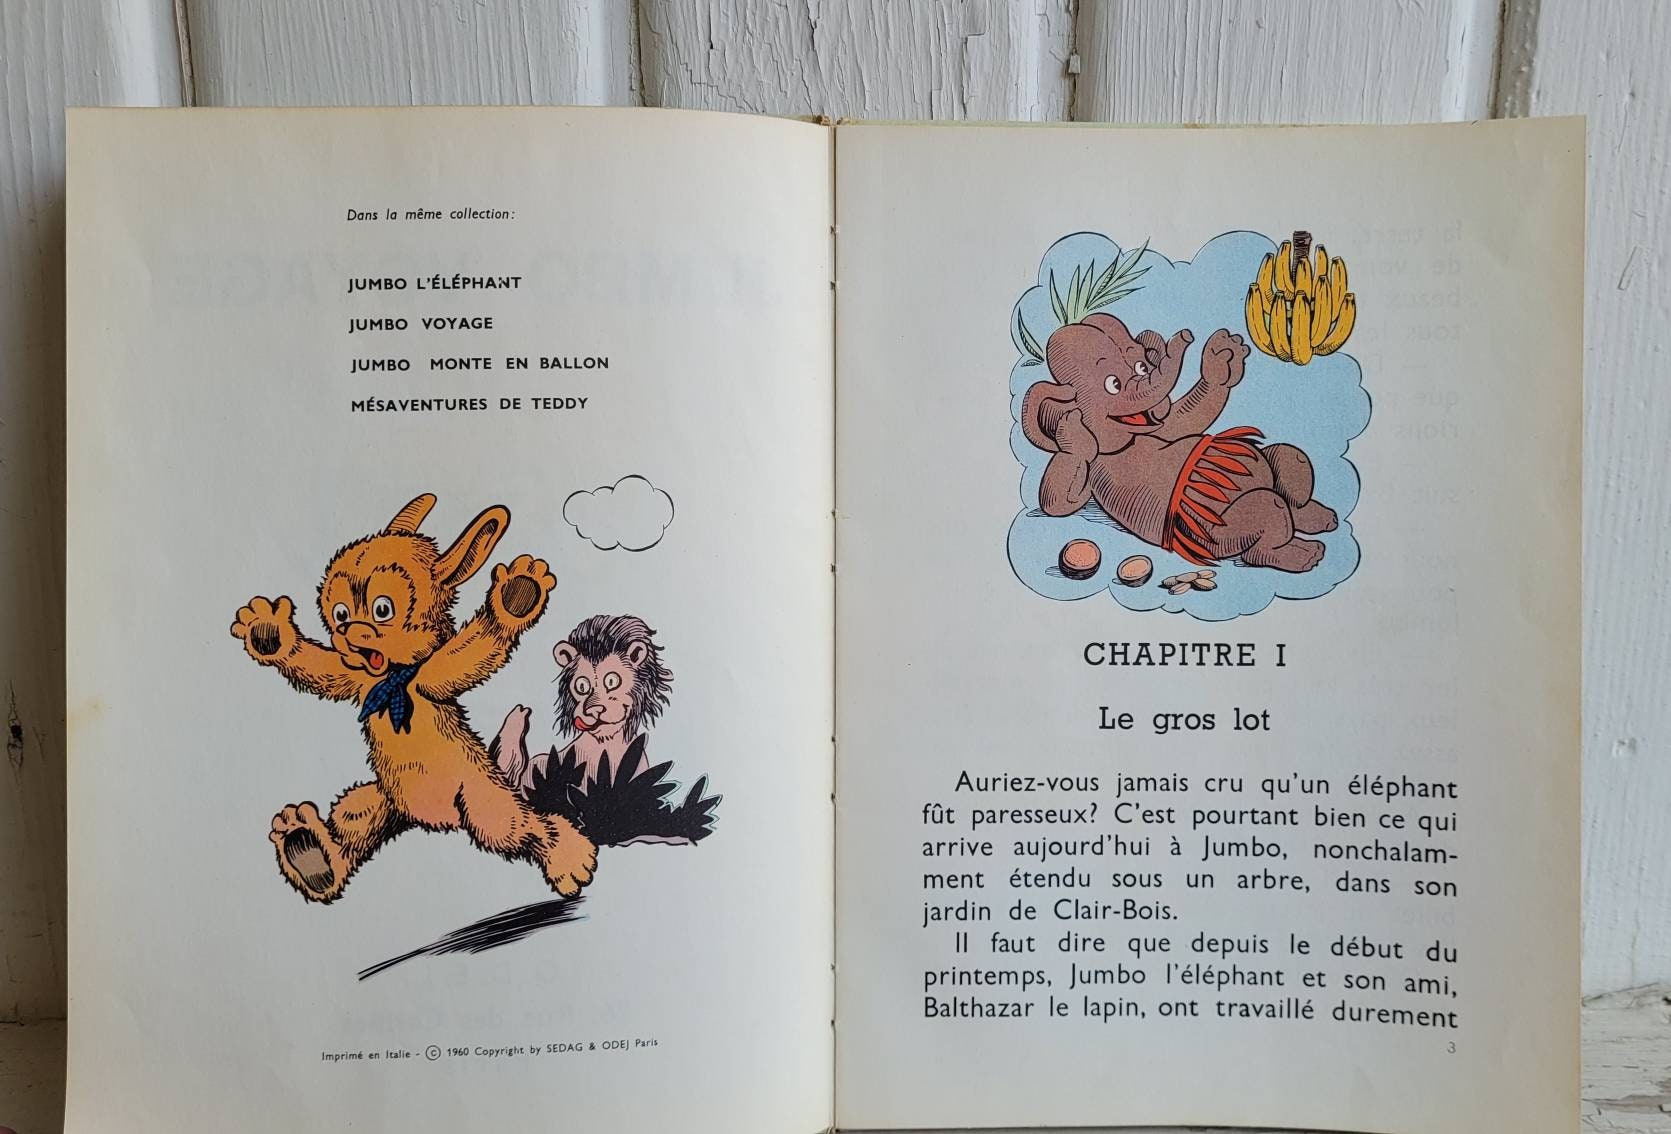 Dans la même collection:
JUMBO L'ÉLÉPHANT
JUMBO VOYAGE
JUMBO MONTE EN BALLON
MÉSAVENTURES DE TEDDY
Imprimé en Italie - © 1960 Copyright by SEDAG & ODEJ Paris
CHAPITRE I
Le gros lot
Auriez-vous jamais cru qu'un éléphant
fût paresseux? C'est pourtant bien ce qui
arrive aujourd'hui à Jumbo, nonchalam-
ment étendu sous un arbre, dans son
jardin de Clair-Bois.
Il faut dire que depuis le début du
printemps, Jumbo l'éléphant et son ami,
Balthazar le lapin, ont travaillé durement
3